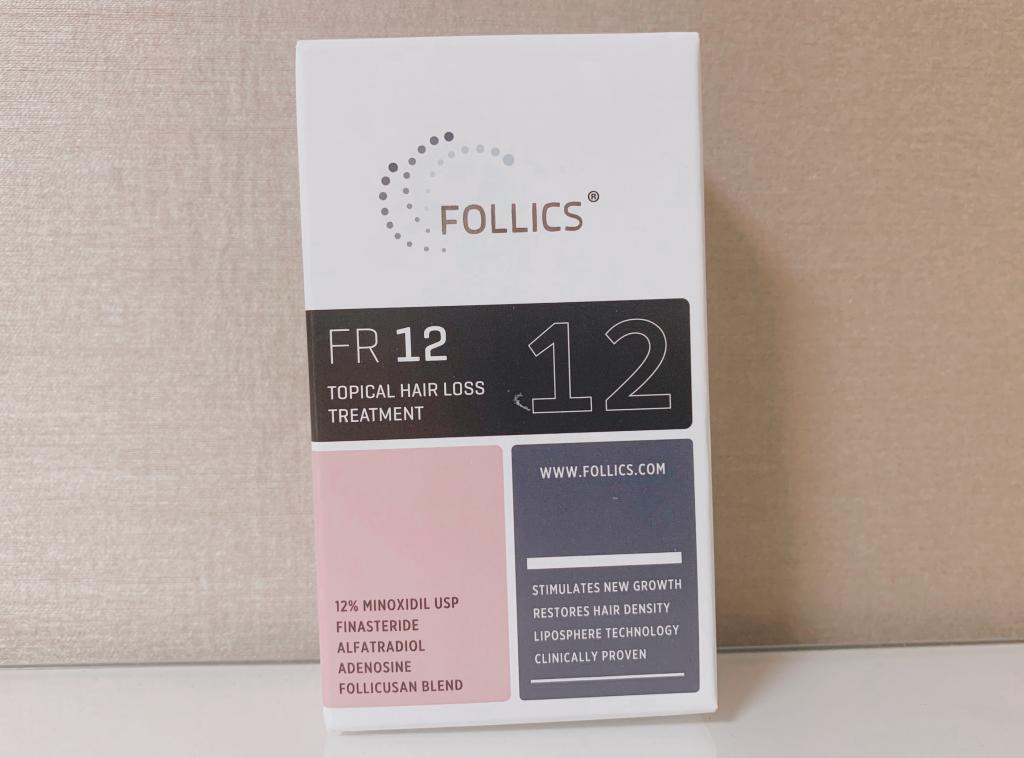 FOLLICS®
FR 12
TOPICAL HAIR LOSS
TREATMENT
12
12% MINOXIDIL USP
FINASTERIDE
ALFATRADIOL
ADENOSINE
FOLLICUSAN BLEND
WWW.FOLLICS.COM
STIMULATES NEW GROWTH
RESTORES HAIR DENSITY
LIPOSPHERE TECHNOLOGY
CLINICALLY PROVEN